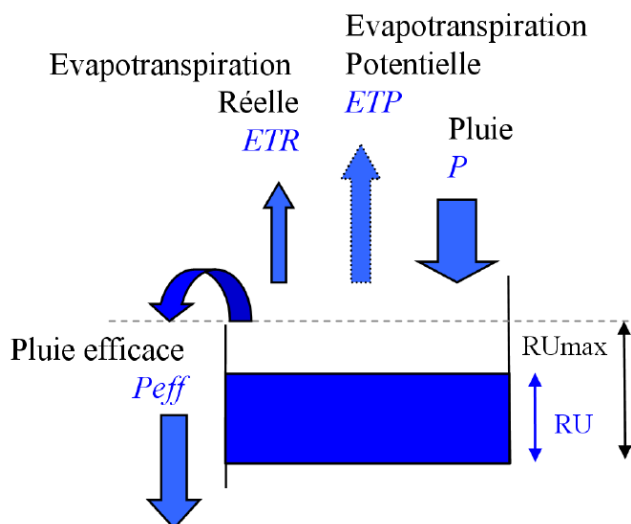 Evapotranspiration
Potentielle
ETP
Evapotranspiration
Réelle
ETR
Pluie
P
Pluie efficace
Peff
RUmax
RU